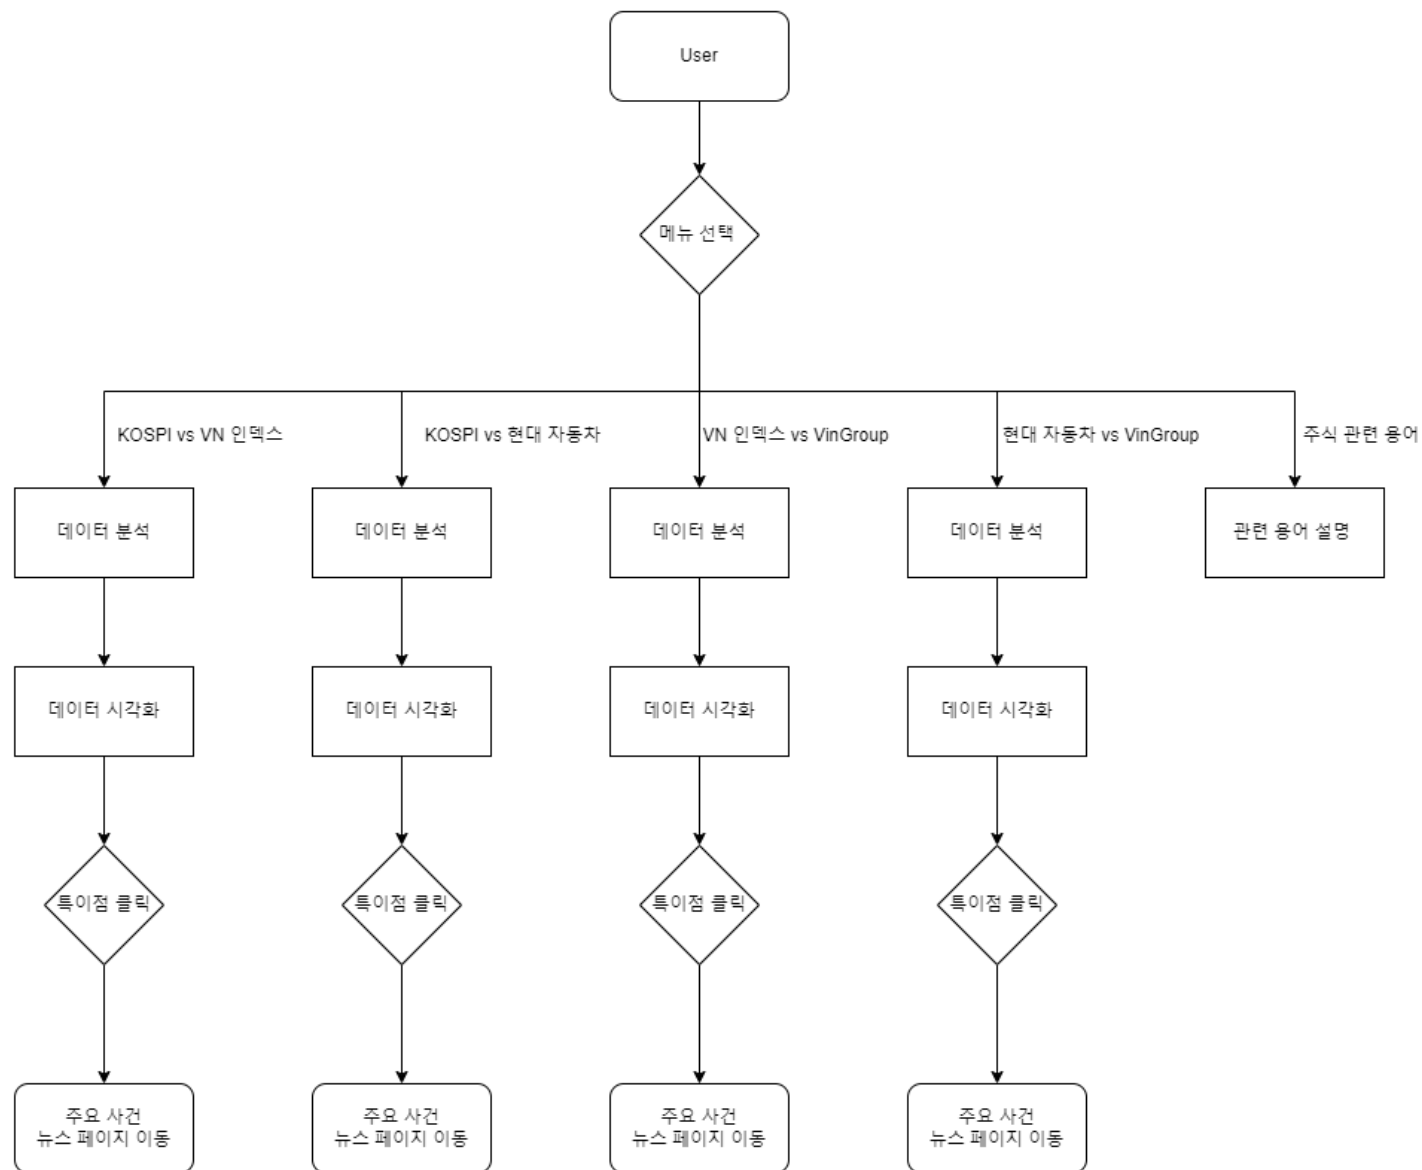 User
메뉴 선택
KOSPI vs VN 인덱스
KOSPI vs 현대 자동차
VN 인덱스 vs VinGroup
현대 자동차 vs VinGroup
주식 관련 용어
데이터 분석
데이터 분석
데이터 분석
데이터 분석
관련 용어 설명
데이터 시각화
데이터 시각화
데이터 시각화
데이터 시각화
특이점 클릭
특이점 클릭
특이점 클릭
특이점 클릭
주요 사건
뉴스 페이지 이동
주요 사건
뉴스 페이지 이동
주요 사건
뉴스 페이지 이동
주요 사건
뉴스 페이지 이동